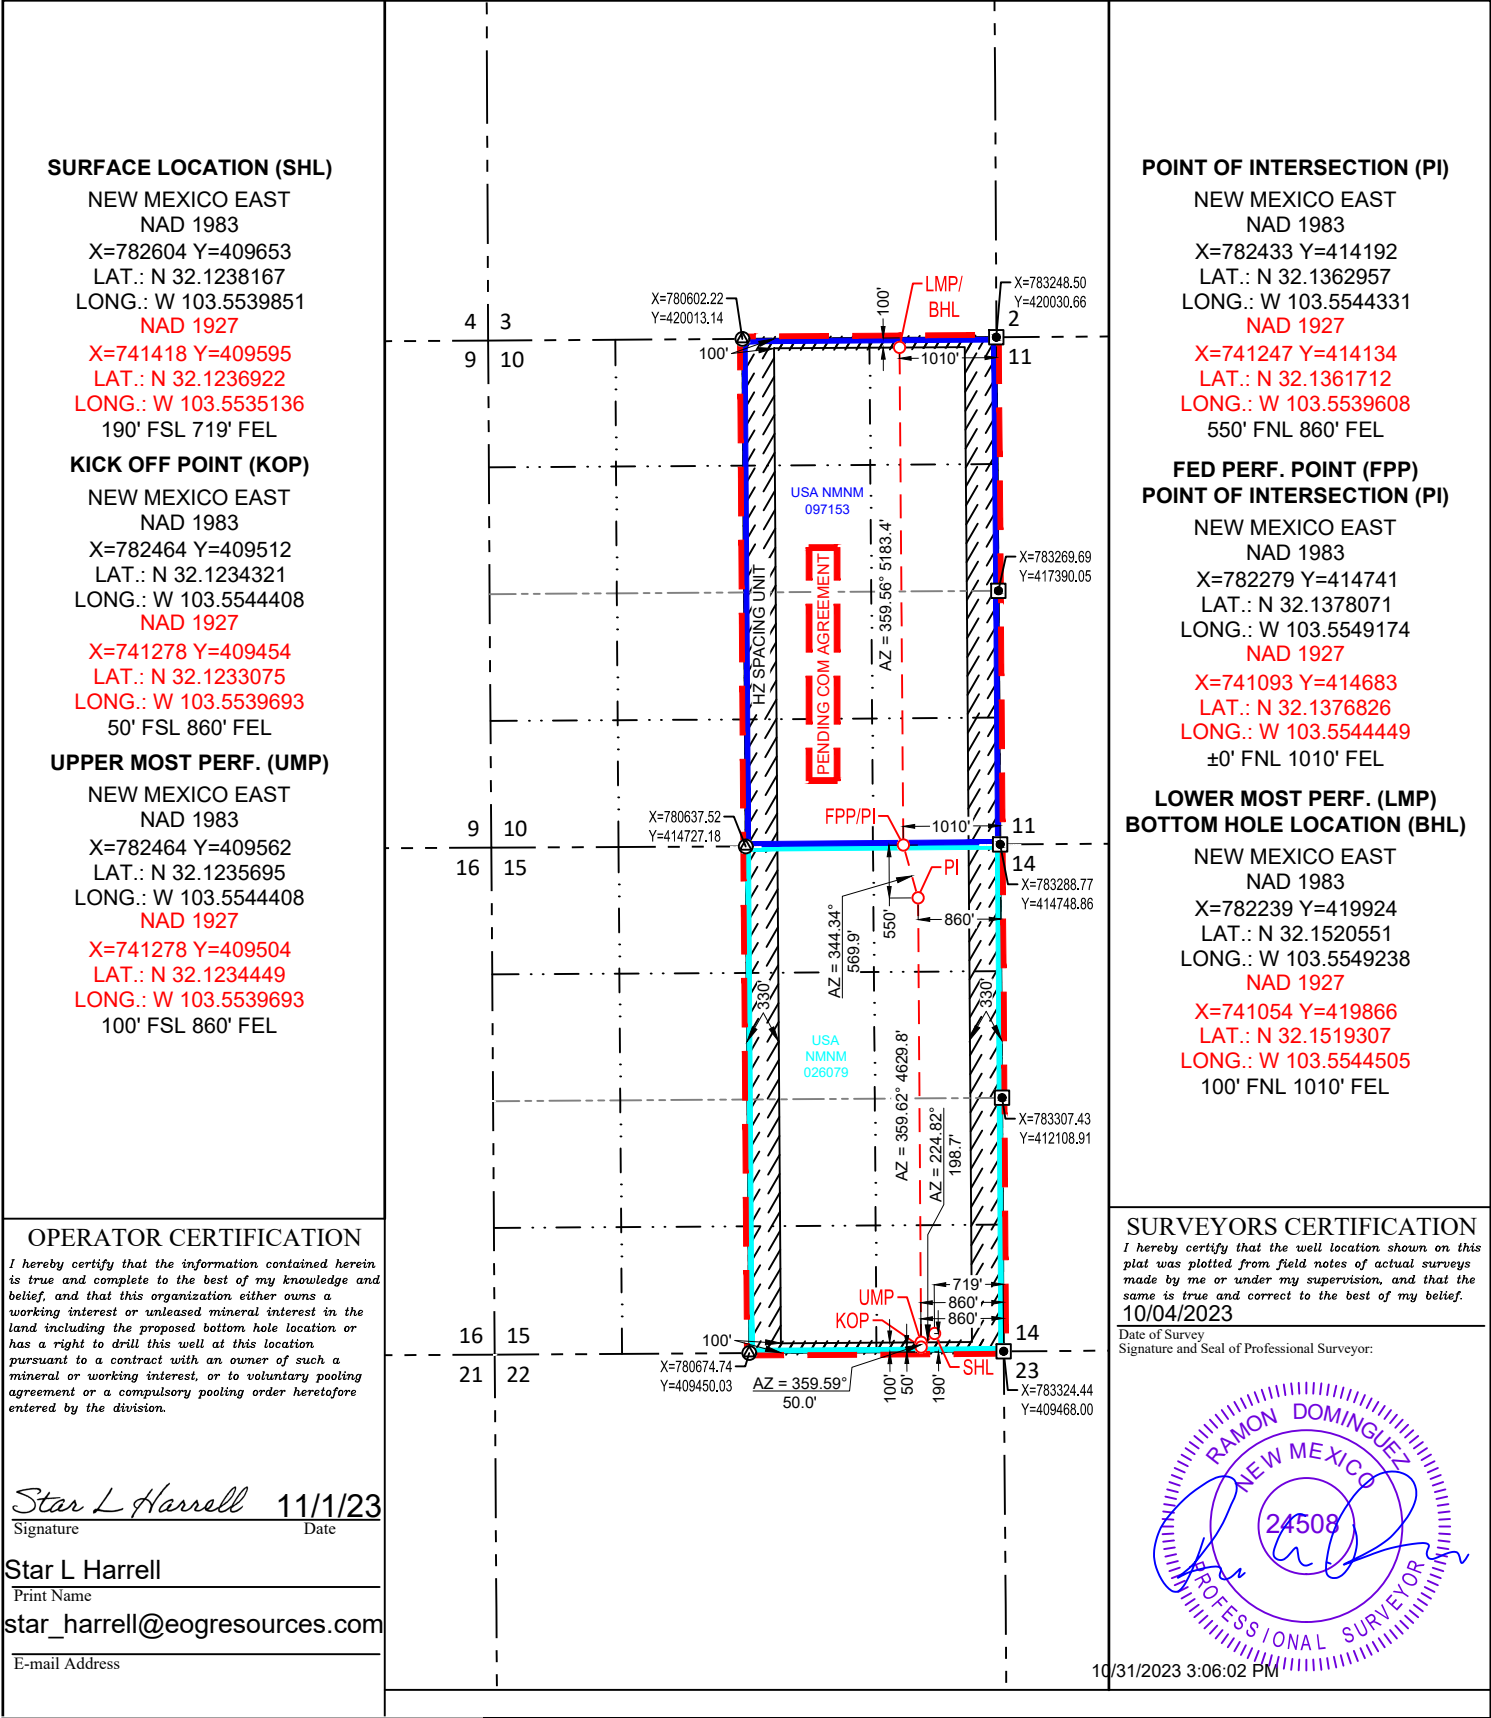 SURFACE LOCATION (SHL)
NEW MEXICO EAST
NAD 1983
X=782604 Y=409653
LAT.: N 32.1238167
LONG.: W 103.5539851
NAD 1927
X=741418 Y=409595
LAT.: N 32.1236922
LONG.: W 103.5535136
190' FSL 719' FEL
KICK OFF POINT (KOP)
NEW MEXICO EAST
NAD 1983
X=782464 Y=409512
LAT.: N 32.1234321
LONG.: W 103.5544408
NAD 1927
X=741278 Y=409454
LAT.: N 32.1233075
LONG.: W 103.5539693
50' FSL 860' FEL
UPPER MOST PERF. (UMP)
NEW MEXICO EAST
NAD 1983
X=782464 Y=409562
LAT.: N 32.1235695
LONG.: W 103.5544408
NAD 1927
X=741278 Y=409504
LAT.: N 32.1234449
LONG.: W 103.5539693
100' FSL 860' FEL
OPERATOR CERTIFICATION
I hereby certify that the information contained herein
is true and complete to the best of my knowledge and
belief, and that this organization either owns a
working interest or unleased mineral interest in the
land including the proposed bottom hole location or
has a right to drill this well at this location
pursuant to a contract with an owner of such a
mineral or working interest, or to voluntary pooling
agreement or a compulsory pooling order heretofore
entered by the division.
Star L Harrell 11/1/23
Signature Date
Star L Harrell
Print Name
star_harrell@eogresources.com
E-mail Address
X=780602.22
Y=420013.14
LMP/
BHL
X=783248.50
Y=420030.66
100'
4 3
2
9 10
11
100'
1010'
USA NMNM
097153
HZ SPACING UNIT
PENDING COM AGREEMENT
AZ = 359.56° 5183.4'
X=783269.69
Y=417390.05
X=780637.52
Y=414727.18
FPP/PI
1010'
9 10
11
16 15
14
PI
X=783288.77
Y=414748.86
550'
860'
AZ = 344.34°
569.9'
330'
330'
USA
NMNM
026079
AZ = 359.62° 4629.8'
AZ = 224.82°
198.7'
X=783307.43
Y=412108.91
719'
UMP
860'
KOP
860'
16 15
14
100'
21 22
23
SHL
X=780674.74
Y=409450.03
AZ = 359.59°
50.0'
100'
50'
190'
X=783324.44
Y=409468.00
POINT OF INTERSECTION (PI)
NEW MEXICO EAST
NAD 1983
X=782433 Y=414192
LAT.: N 32.1362957
LONG.: W 103.5544331
NAD 1927
X=741247 Y=414134
LAT.: N 32.1361712
LONG.: W 103.5539608
550' FNL 860' FEL
FED PERF. POINT (FPP)
POINT OF INTERSECTION (PI)
NEW MEXICO EAST
NAD 1983
X=782279 Y=414741
LAT.: N 32.1378071
LONG.: W 103.5549174
NAD 1927
X=741093 Y=414683
LAT.: N 32.1376826
LONG.: W 103.5544449
±0' FNL 1010' FEL
LOWER MOST PERF. (LMP)
BOTTOM HOLE LOCATION (BHL)
NEW MEXICO EAST
NAD 1983
X=782239 Y=419924
LAT.: N 32.1520551
LONG.: W 103.5549238
NAD 1927
X=741054 Y=419866
LAT.: N 32.1519307
LONG.: W 103.5544505
100' FNL 1010' FEL
SURVEYORS CERTIFICATION
I hereby certify that the well location shown on this
plat was plotted from field notes of actual surveys
made by me or under my supervision, and that the
same is true and correct to the best of my belief.
10/04/2023
Date of Survey
Signature and Seal of Professional Surveyor:
RAMON DOMINGUEZ
NEW MEXICO
24508
PROFESSIONAL SURVEYOR
10/31/2023 3:06:02 PM